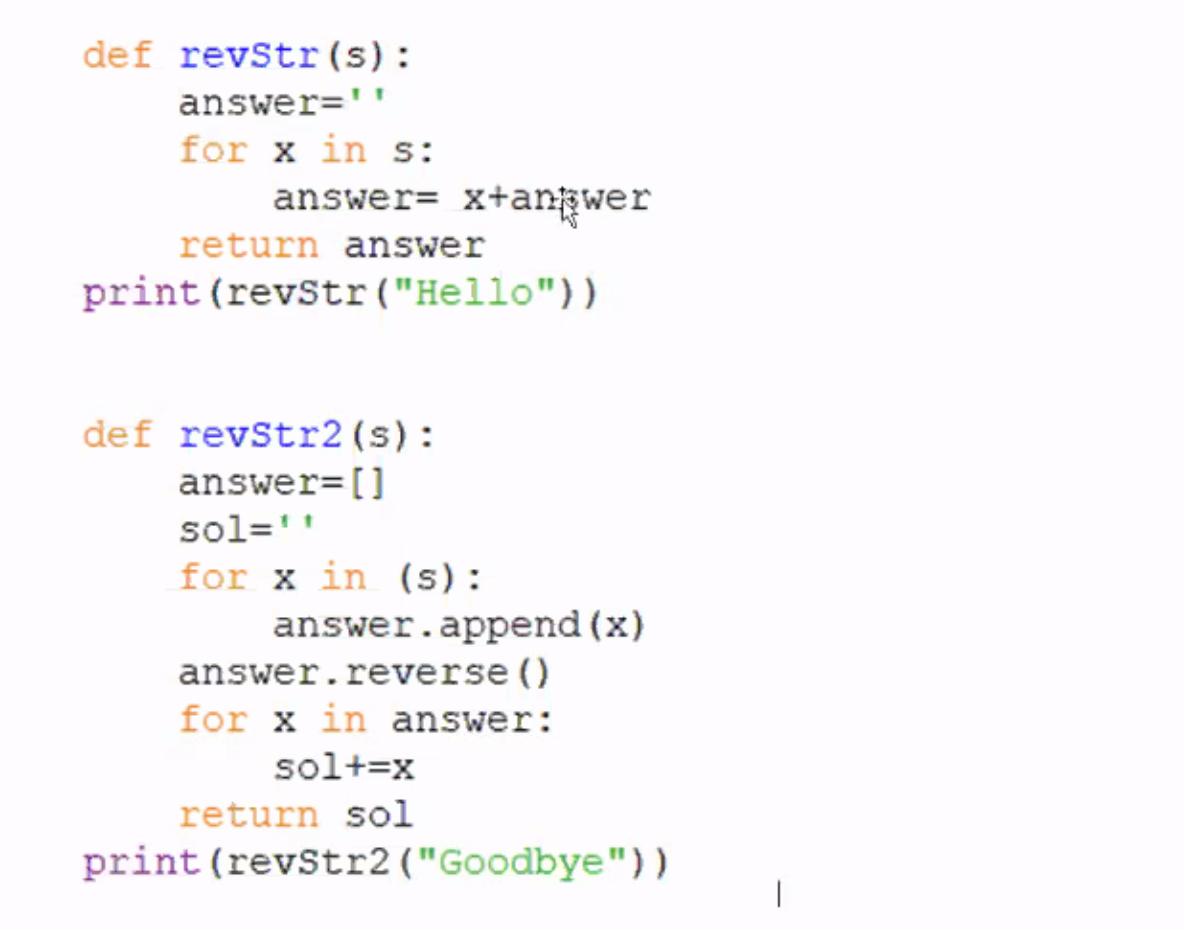 def revStr(s):
    answer=''
    for x in s:
        answer= x+answer
    return answer
print(revStr("Hello"))
def revStr2(s):
    answer=[]
    sol=''
    for x in (s):
        answer.append(x)
    answer.reverse()
    for x in answer:
        sol+=x
    return sol
print(revStr2("Goodbye"))